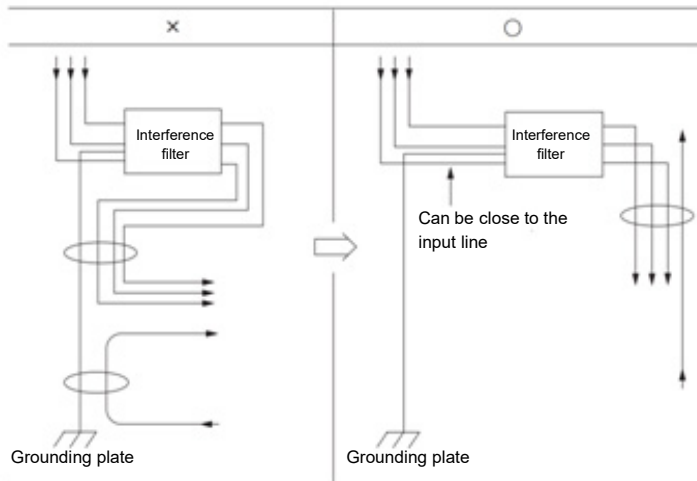 ×
○
Interference
filter
Grounding plate
Interference
filter
Can be close to the
input line
Grounding plate